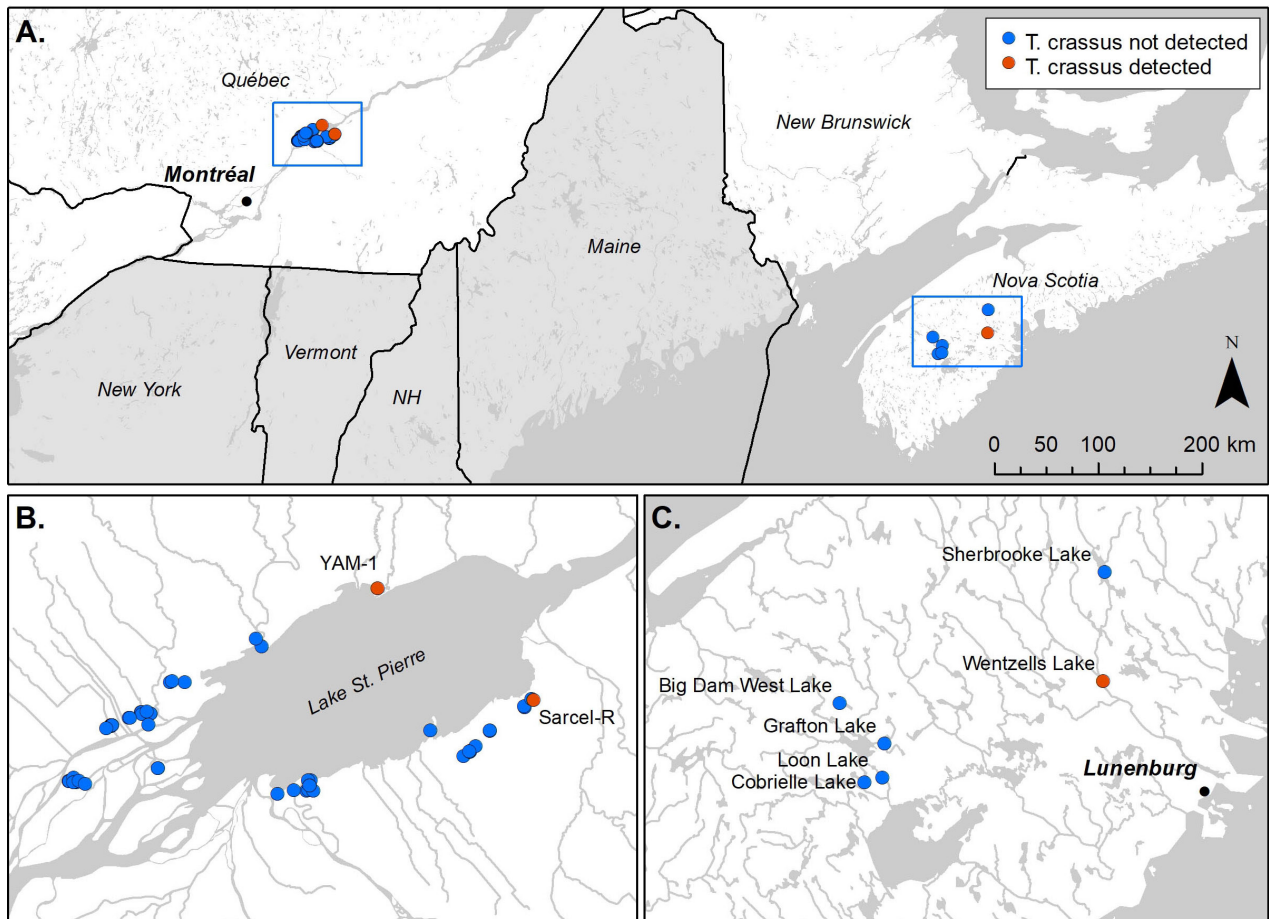 A.
T. crassus not detected
T. crassus detected
Québec
New Brunswick
Montréal
Maine
Nova Scotia
Vermont
New York
NH
N
0 50 100 200 km
B.
YAM-1
Lake St. Pierre
Sarcel-R
C.
Sherbrooke Lake
Wentzells Lake
Big Dam West Lake
Grafton Lake
Loon Lake
Cobrielle Lake
Lunenburg